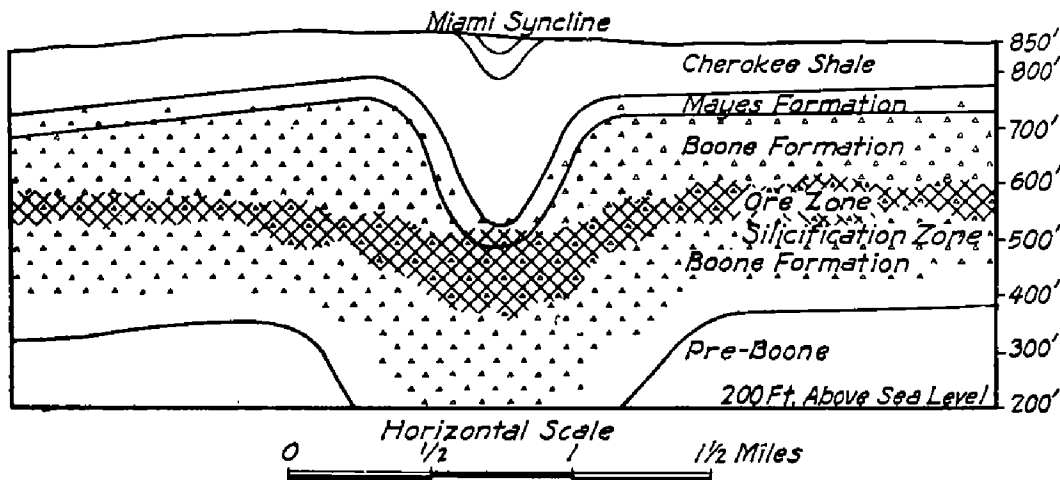 Miami Syncline
850'
Cherokee Shale
800'
Mayes Formation
700'
Boone Formation
600'
Ore Zone
Silicification Zone
500'
Boone Formation
400'
Pre-Boone
300'
200 Ft. Above Sea Level
200'
Horizontal Scale
0 1/2 1 1 1/2 Miles